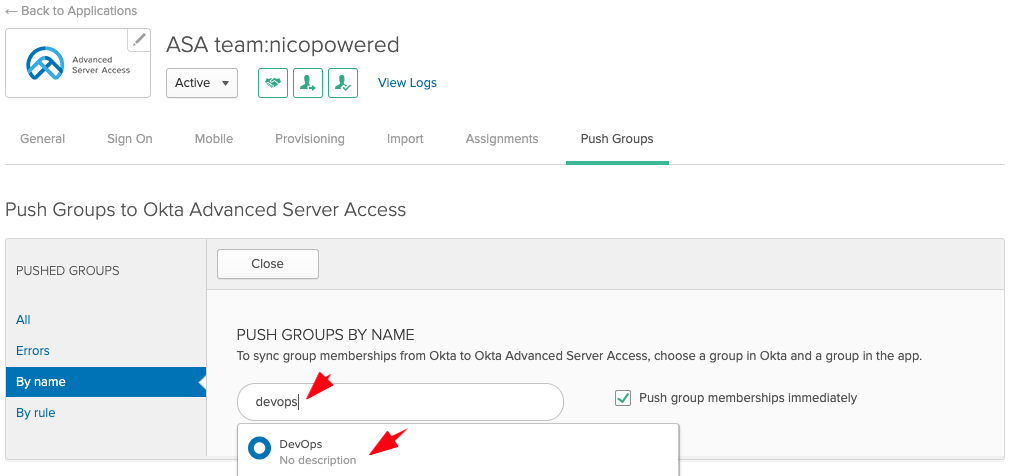 ← Back to Applications
Advanced
Server Access
ASA team:nicopowered
Active
View Logs
General
Sign On
Mobile
Provisioning
Import
Assignments
Push Groups
Push Groups to Okta Advanced Server Access
PUSHED GROUPS
All
Errors
By name
By rule
Close
PUSH GROUPS BY NAME
To sync group memberships from Okta to Okta Advanced Server Access, choose a group in Okta and a group in the app.
devops
Push group memberships immediately
DevOps
No description